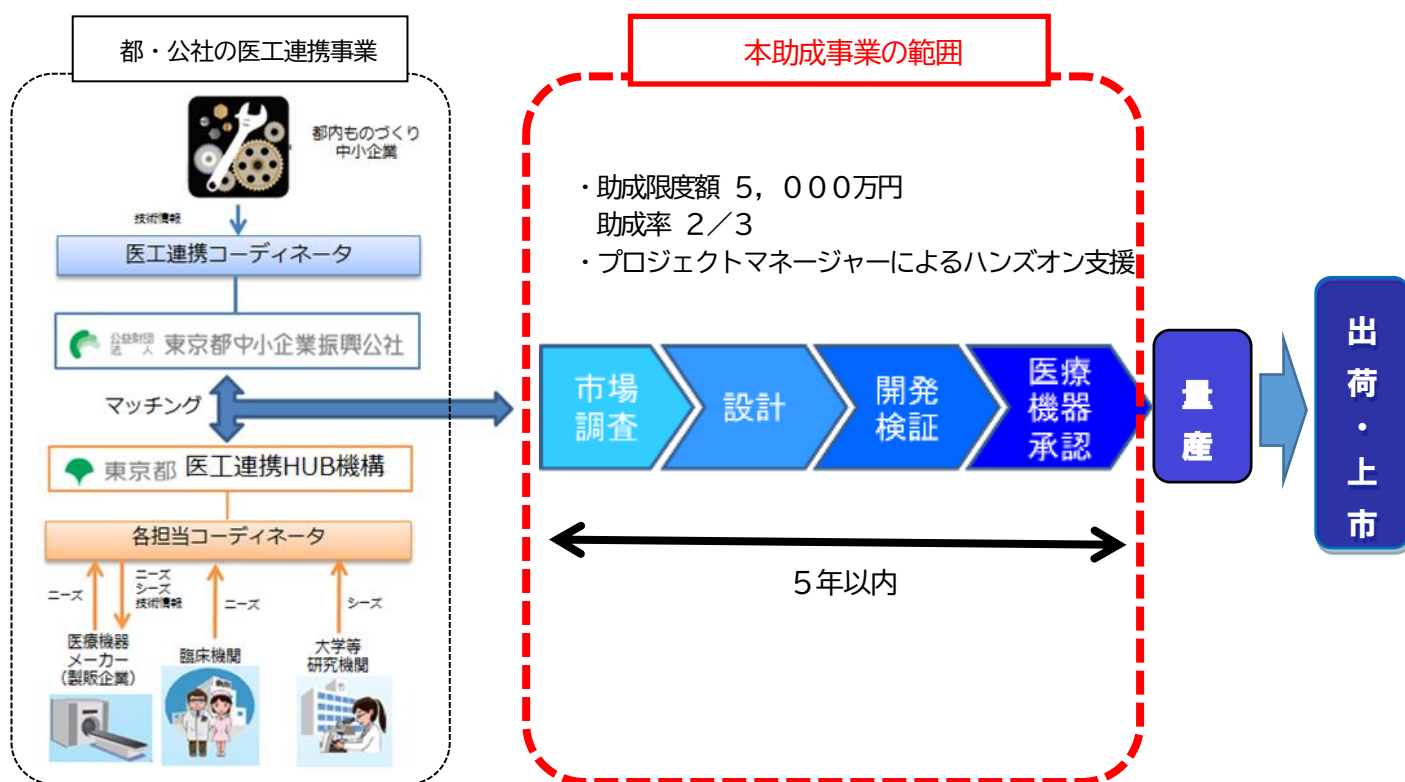 都・公社の医工連携事業
都内ものづくり
中小企業
技術情報
医工連携コーディネータ
公益財団
法人
東京都中小企業振興公社
マッチング
東京都 医工連携HUB機構
各担当コーディネータ
ニーズ
ニーズ
シーズ
技術情報
ニーズ
シーズ
医療機器
メーカー
（製販企業）
臨床機関
大学等
研究機関
本助成事業の範囲
・助成限度額 ５，０００万円
助成率 ２／３
・プロジェクトマネージャーによるハンズオン支援
市場
調査
設計
開発
検証
医療
機器
承認
５年以内
量産
出荷・上市